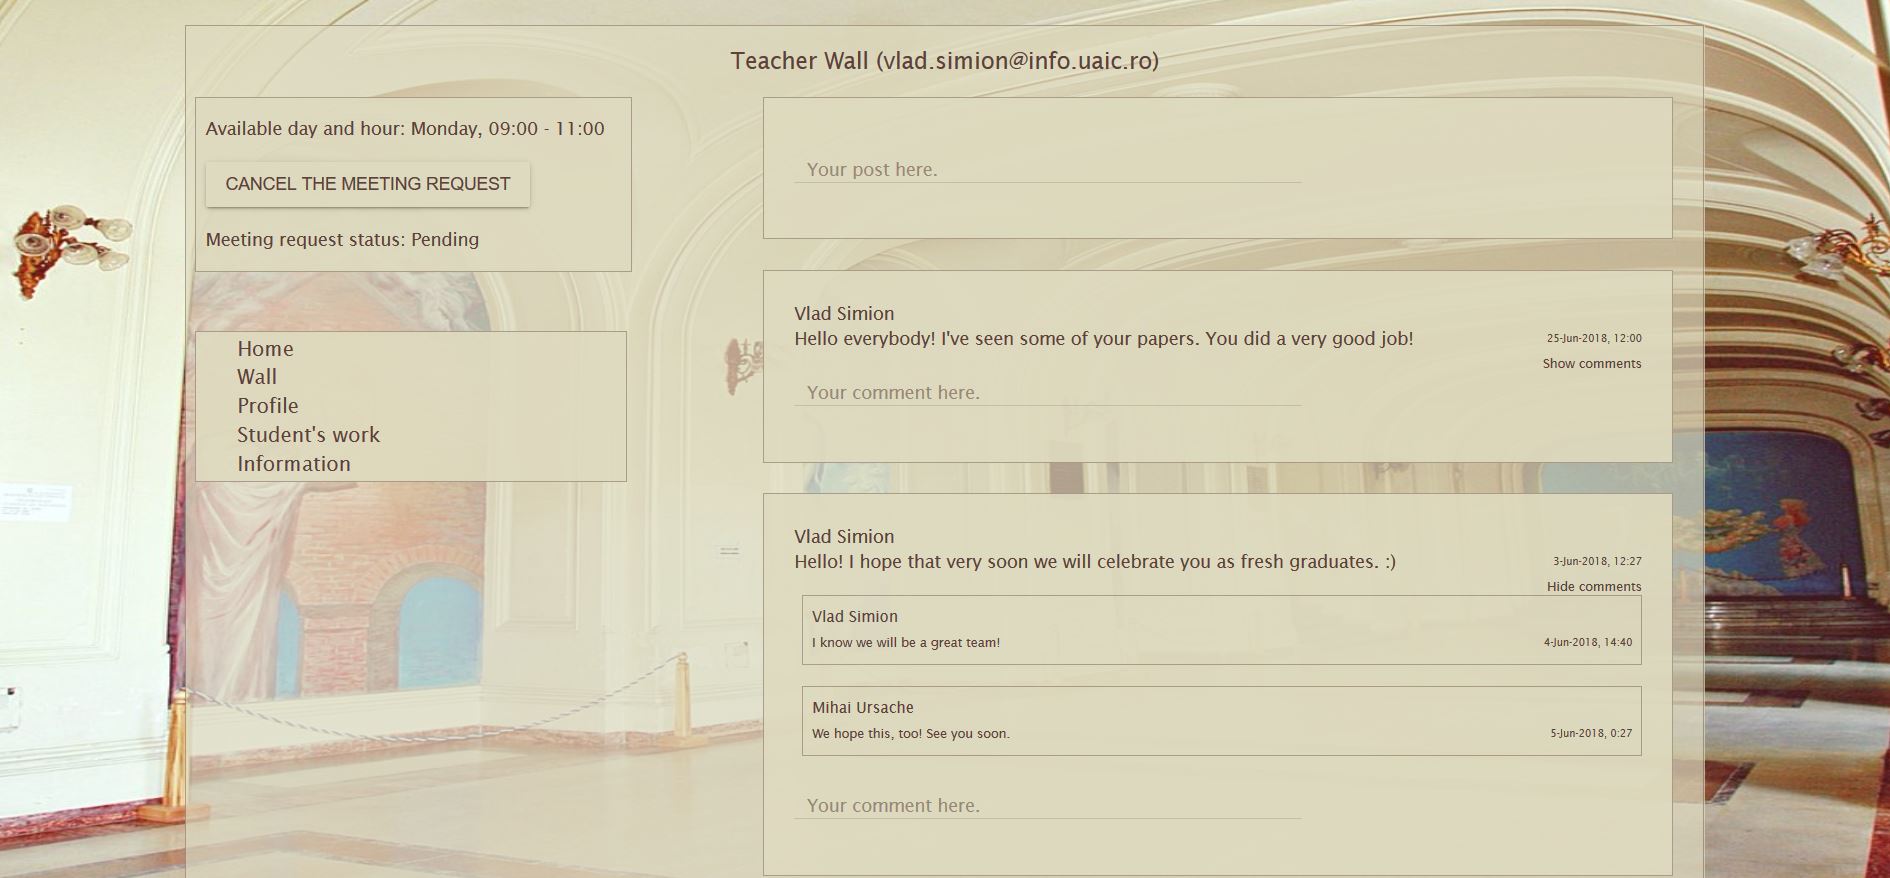 Teacher Wall (vlad.simion@info.uaic.ro)
Available day and hour: Monday, 09:00 - 11:00
CANCEL THE MEETING REQUEST
Meeting request status: Pending
Home
Wall
Profile
Student's work
Information
Your post here.
Vlad Simion
Hello everybody! I've seen some of your papers. You did a very good job!
25-Jun-2018, 12:00
Show comments
Your comment here.
Vlad Simion
Hello! I hope that very soon we will celebrate you as fresh graduates. :)
3-Jun-2018, 12:27
Hide comments
Vlad Simion
I know we will be a great team!
4-Jun-2018, 14:40
Mihai Ursache
We hope this, too! See you soon.
5-Jun-2018, 0:27
Your comment here.